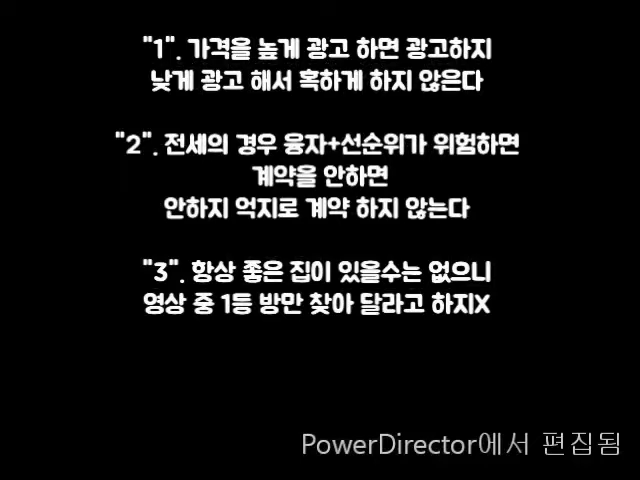 "1". 가격을 높게 광고 하면 광고하지
낮게 광고 해서 혹하게 하지 않은다
"2". 전세의 경우 융자+선순위가 위험하면
계약을 안하면
안하지 억지로 계약 하지 않는다
"3". 항상 좋은 집이 있을수는 없으니
영상 중 1등 방만 찾아 달라고 하지X
PowerDirector에서 편집됨